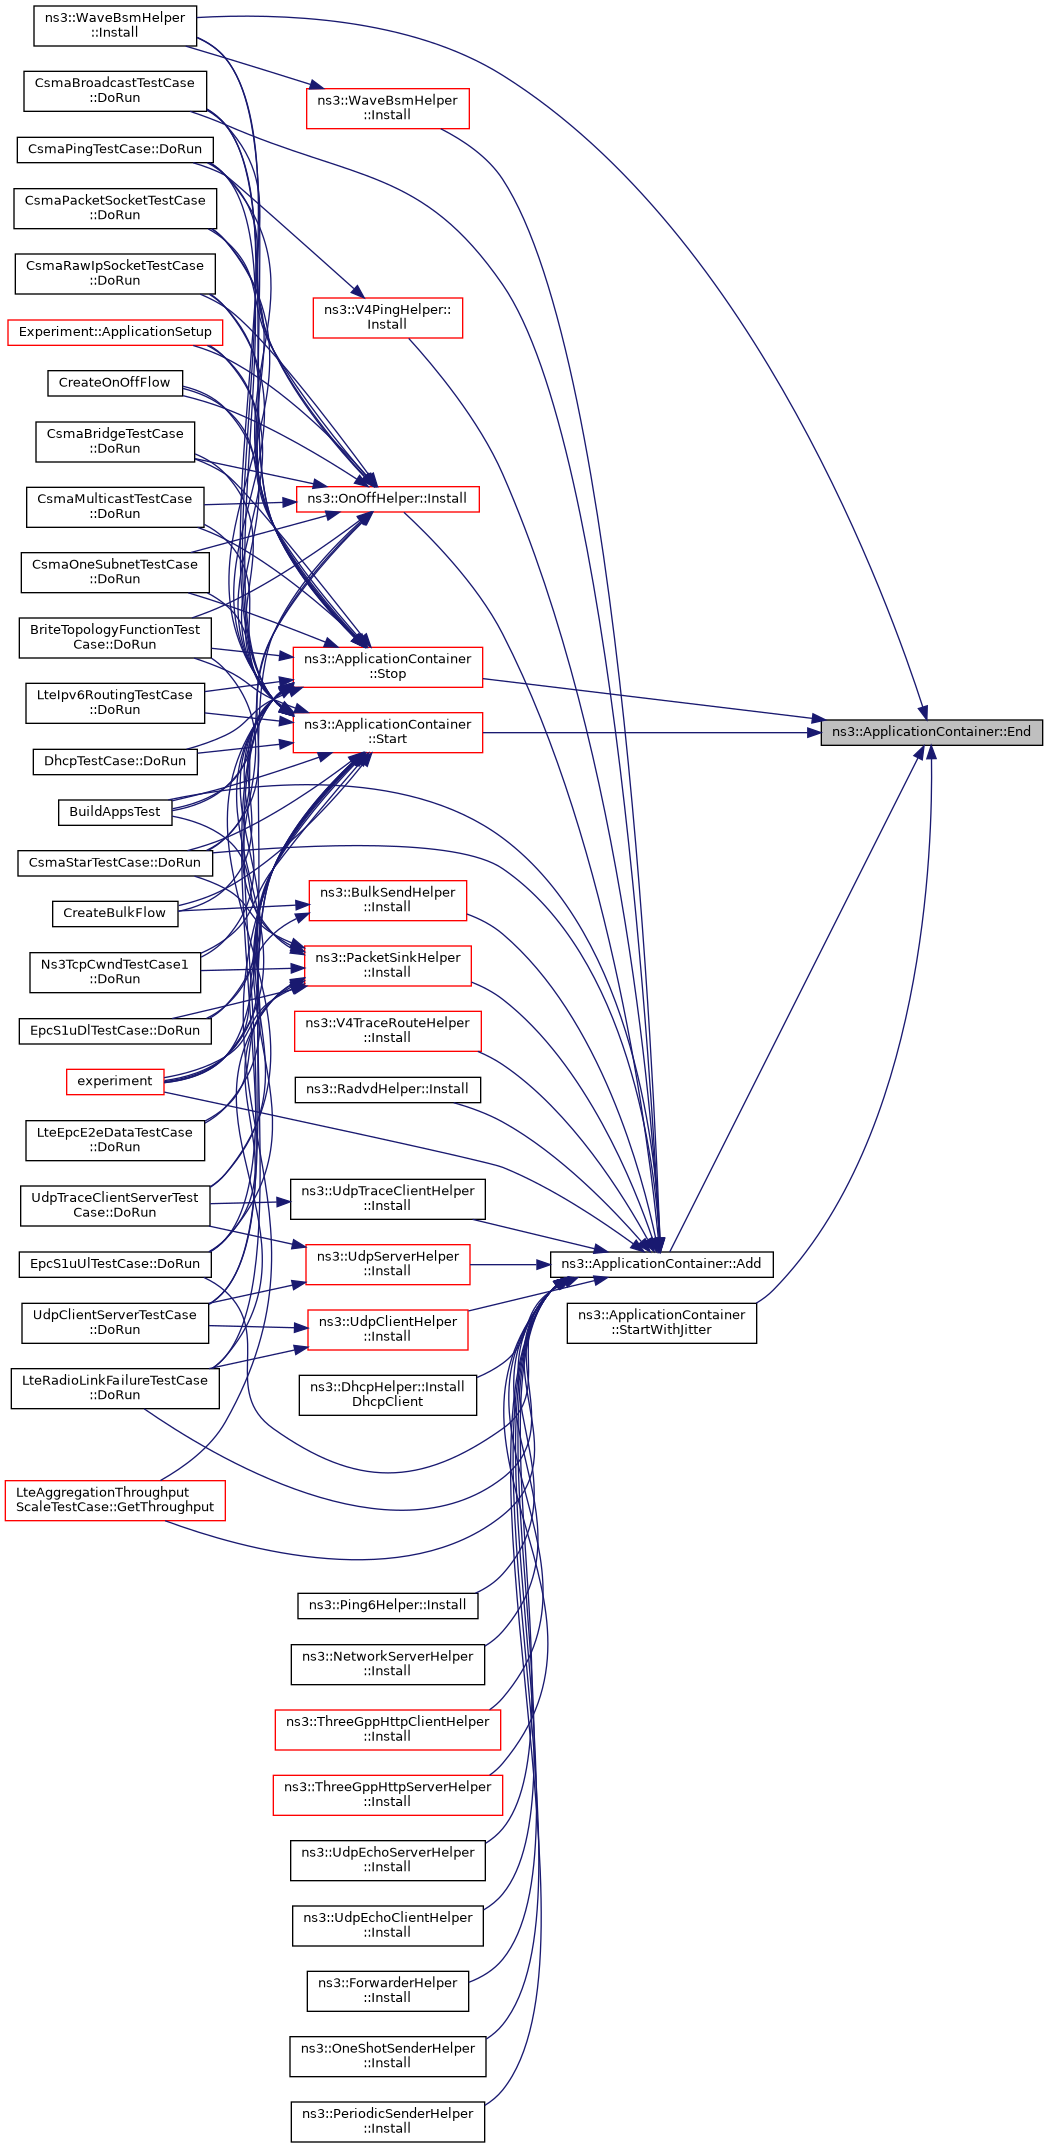 ns3::WaveBsmHelper
::Install
CsmaBroadcastTestCase
::DoRun
CsmaPingTestCase::DoRun
CsmaPacketSocketTestCase
::DoRun
CsmaRawIpSocketTestCase
::DoRun
Experiment::ApplicationSetup
CreateOnOffFlow
CsmaBridgeTestCase
::DoRun
CsmaMulticastTestCase
::DoRun
CsmaOneSubnetTestCase
::DoRun
BriteTopologyFunctionTest
Case::DoRun
LteIpv6RoutingTestCase
::DoRun
DhcpTestCase::DoRun
BuildAppsTest
CsmaStarTestCase::DoRun
CreateBulkFlow
Ns3TcpCwndTestCase1
::DoRun
EpcS1uDlTestCase::DoRun
experiment
LteEpcE2eDataTestCase
::DoRun
UdpTraceClientServerTest
Case::DoRun
EpcS1uUlTestCase::DoRun
UdpClientServerTestCase
::DoRun
LteRadioLinkFailureTestCase
::DoRun
LteAggregationThroughput
ScaleTestCase::GetThroughput
ns3::WaveBsmHelper
::Install
ns3::V4PingHelper::
Install
ns3::OnOffHelper::Install
ns3::ApplicationContainer
::Stop
ns3::ApplicationContainer
::Start
ns3::BulkSendHelper
::Install
ns3::PacketSinkHelper
::Install
ns3::V4TraceRouteHelper
::Install
ns3::RadvdHelper::Install
ns3::UdpTraceClientHelper
::Install
ns3::UdpServerHelper
::Install
ns3::UdpClientHelper
::Install
ns3::DhcpHelper::Install
DhcpClient
ns3::Ping6Helper::Install
ns3::NetworkServerHelper
::Install
ns3::ThreeGppHttpClientHelper
::Install
ns3::ThreeGppHttpServerHelper
::Install
ns3::UdpEchoServerHelper
::Install
ns3::UdpEchoClientHelper
::Install
ns3::ForwarderHelper
::Install
ns3::OneShotSenderHelper
::Install
ns3::PeriodicSenderHelper
::Install
ns3::ApplicationContainer::Add
ns3::ApplicationContainer
::StartWithJitter
ns3::ApplicationContainer::End